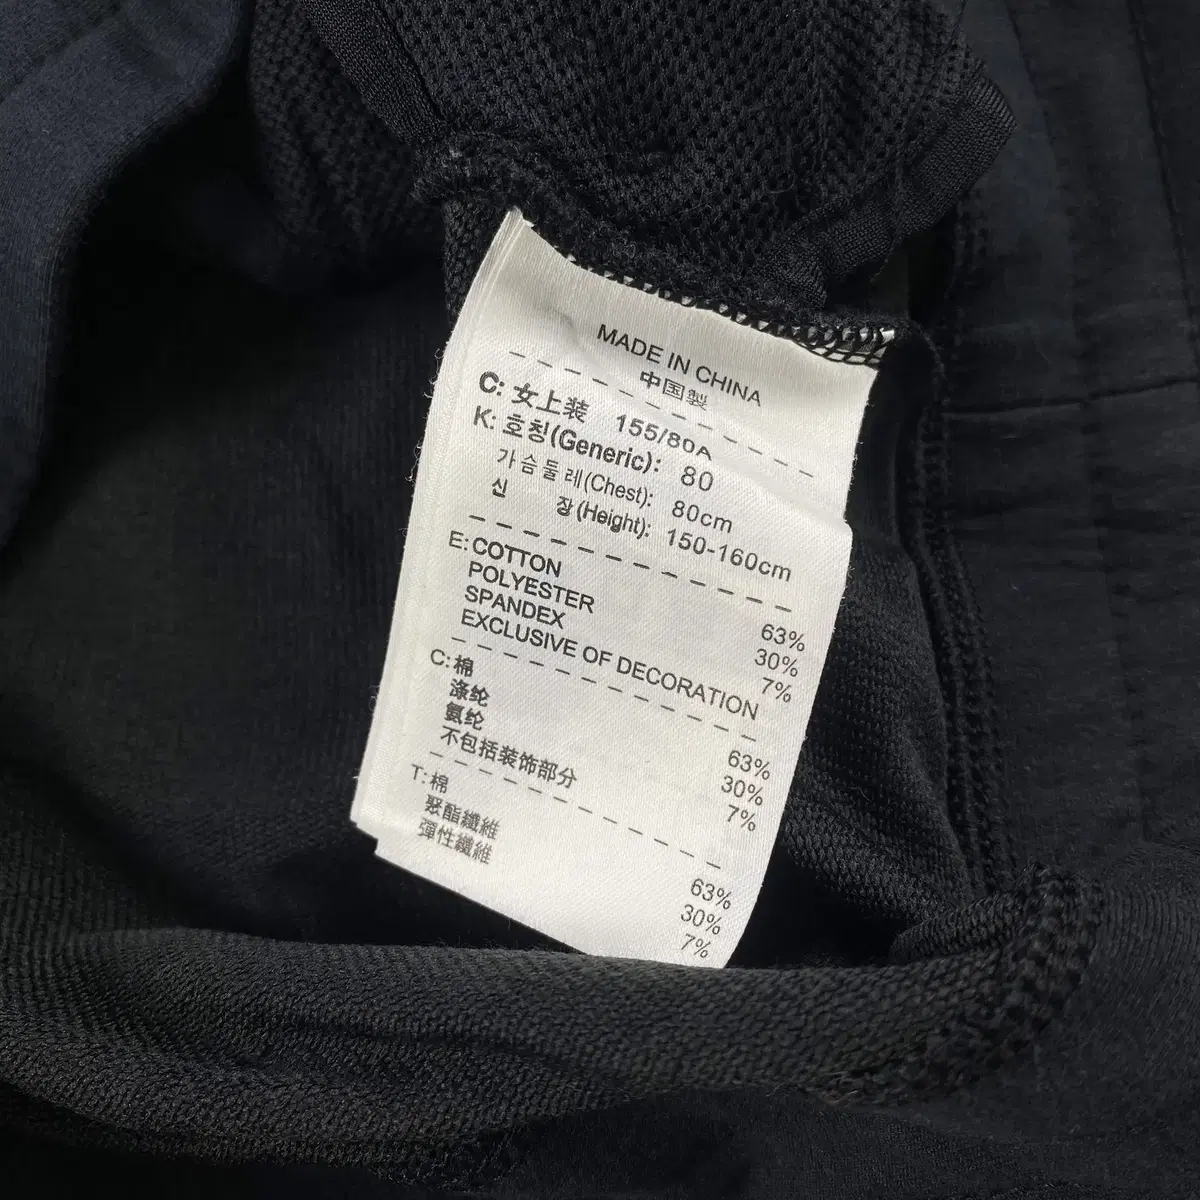 MADE IN CHINA
中国製
C: 女上装 155/80A
K: 호칭(Generic): 80
가슴둘레(Chest): 80cm
신 장(Height): 150-160cm
E: COTTON 63%
POLYESTER 30%
SPANDEX 7%
EXCLUSIVE OF DECORATION
C: 棉 63%
涤纶 30%
氨纶 7%
不包括装饰部分
T: 棉 63%
聚酯纖維 30%
彈性纖維 7%